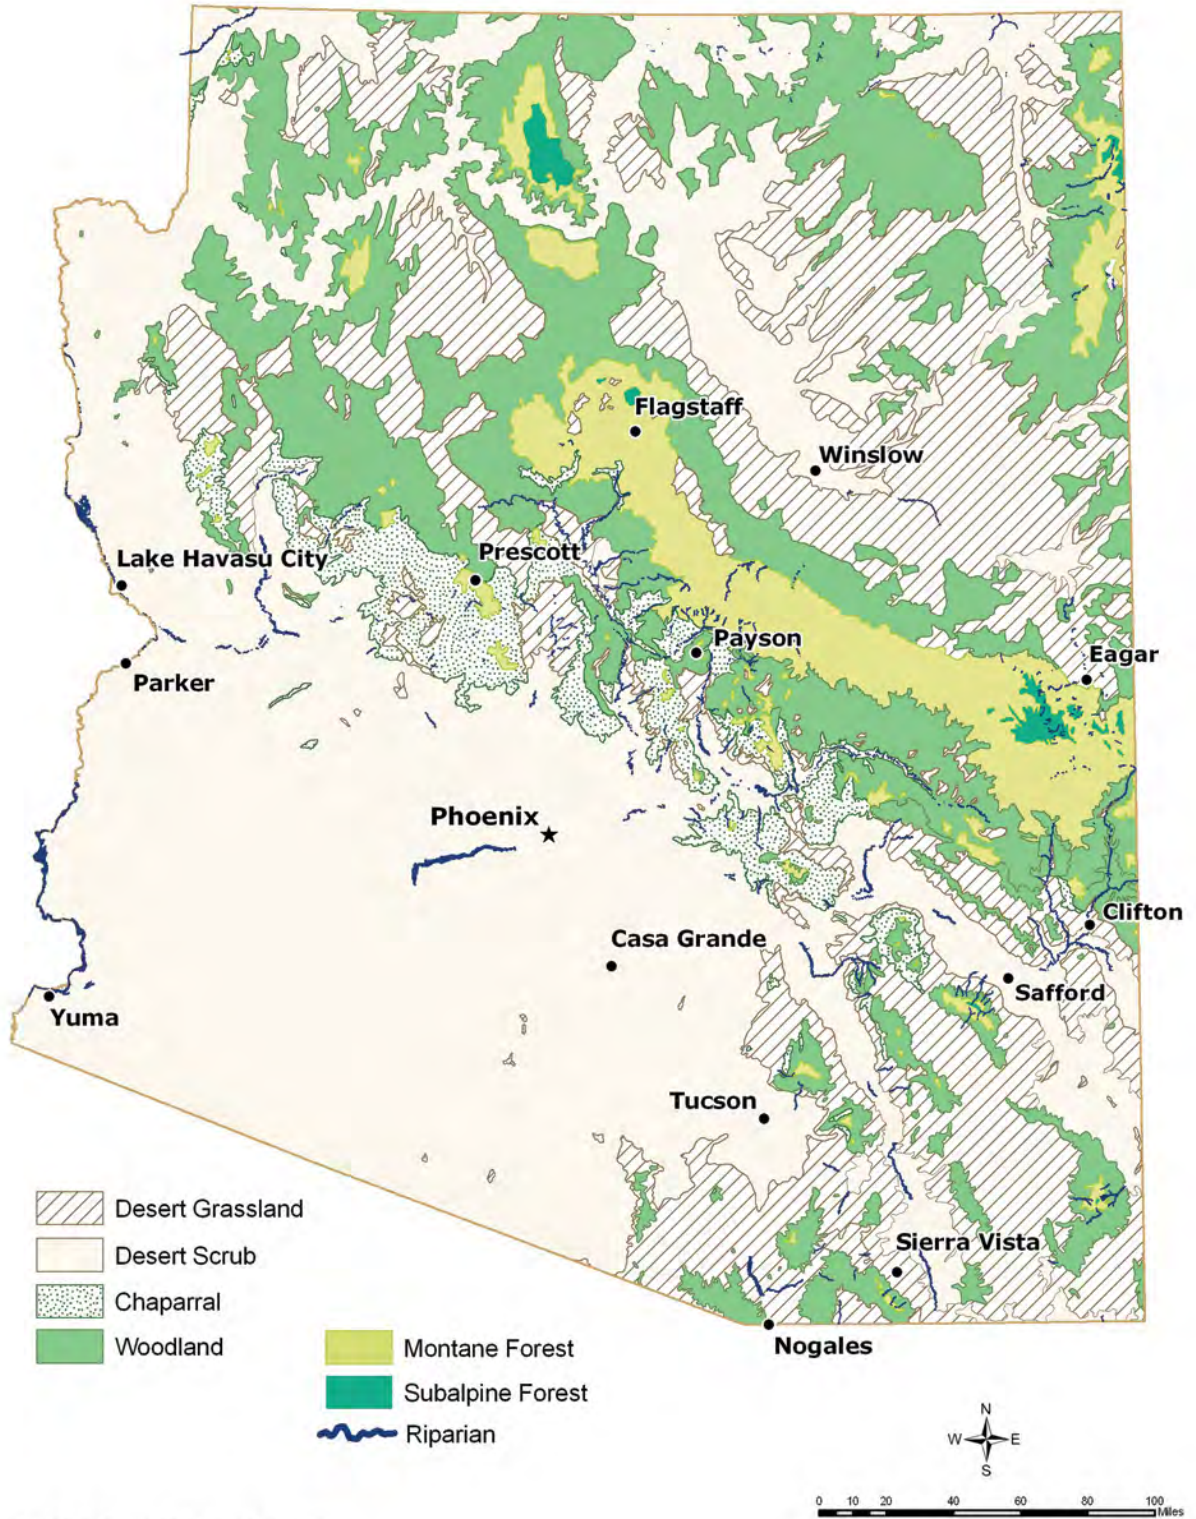 Flagstaff
Winslow
Prescott
Lake Havasu City
Payson
Eagar
Parker
Phoenix
Clifton
Casa Grande
Safford
Yuma
Tucson
Sierra Vista
Nogales
Desert Grassland
Desert Scrub
Chaparral
Woodland
Montane Forest
Subalpine Forest
Riparian
N
W E
S
0 10 20 40 60 80 100
Miles